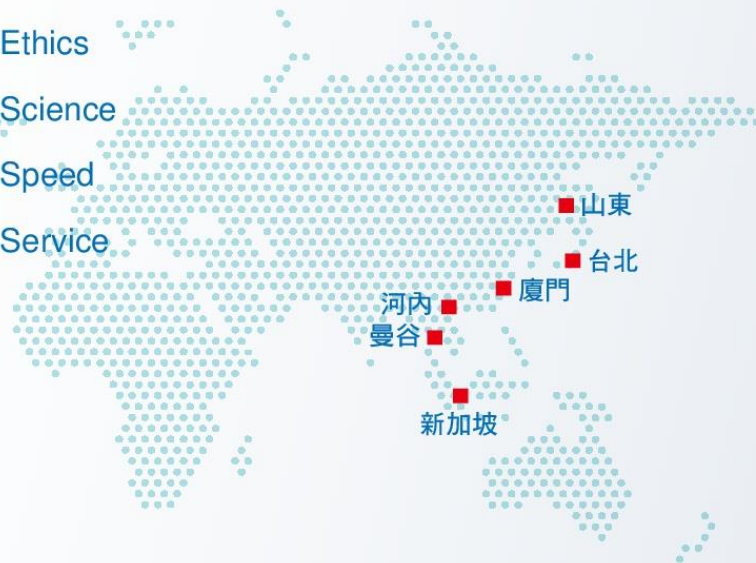 Ethics
Science
Speed
Service
山東
台北
廈門
河內
曼谷
新加坡